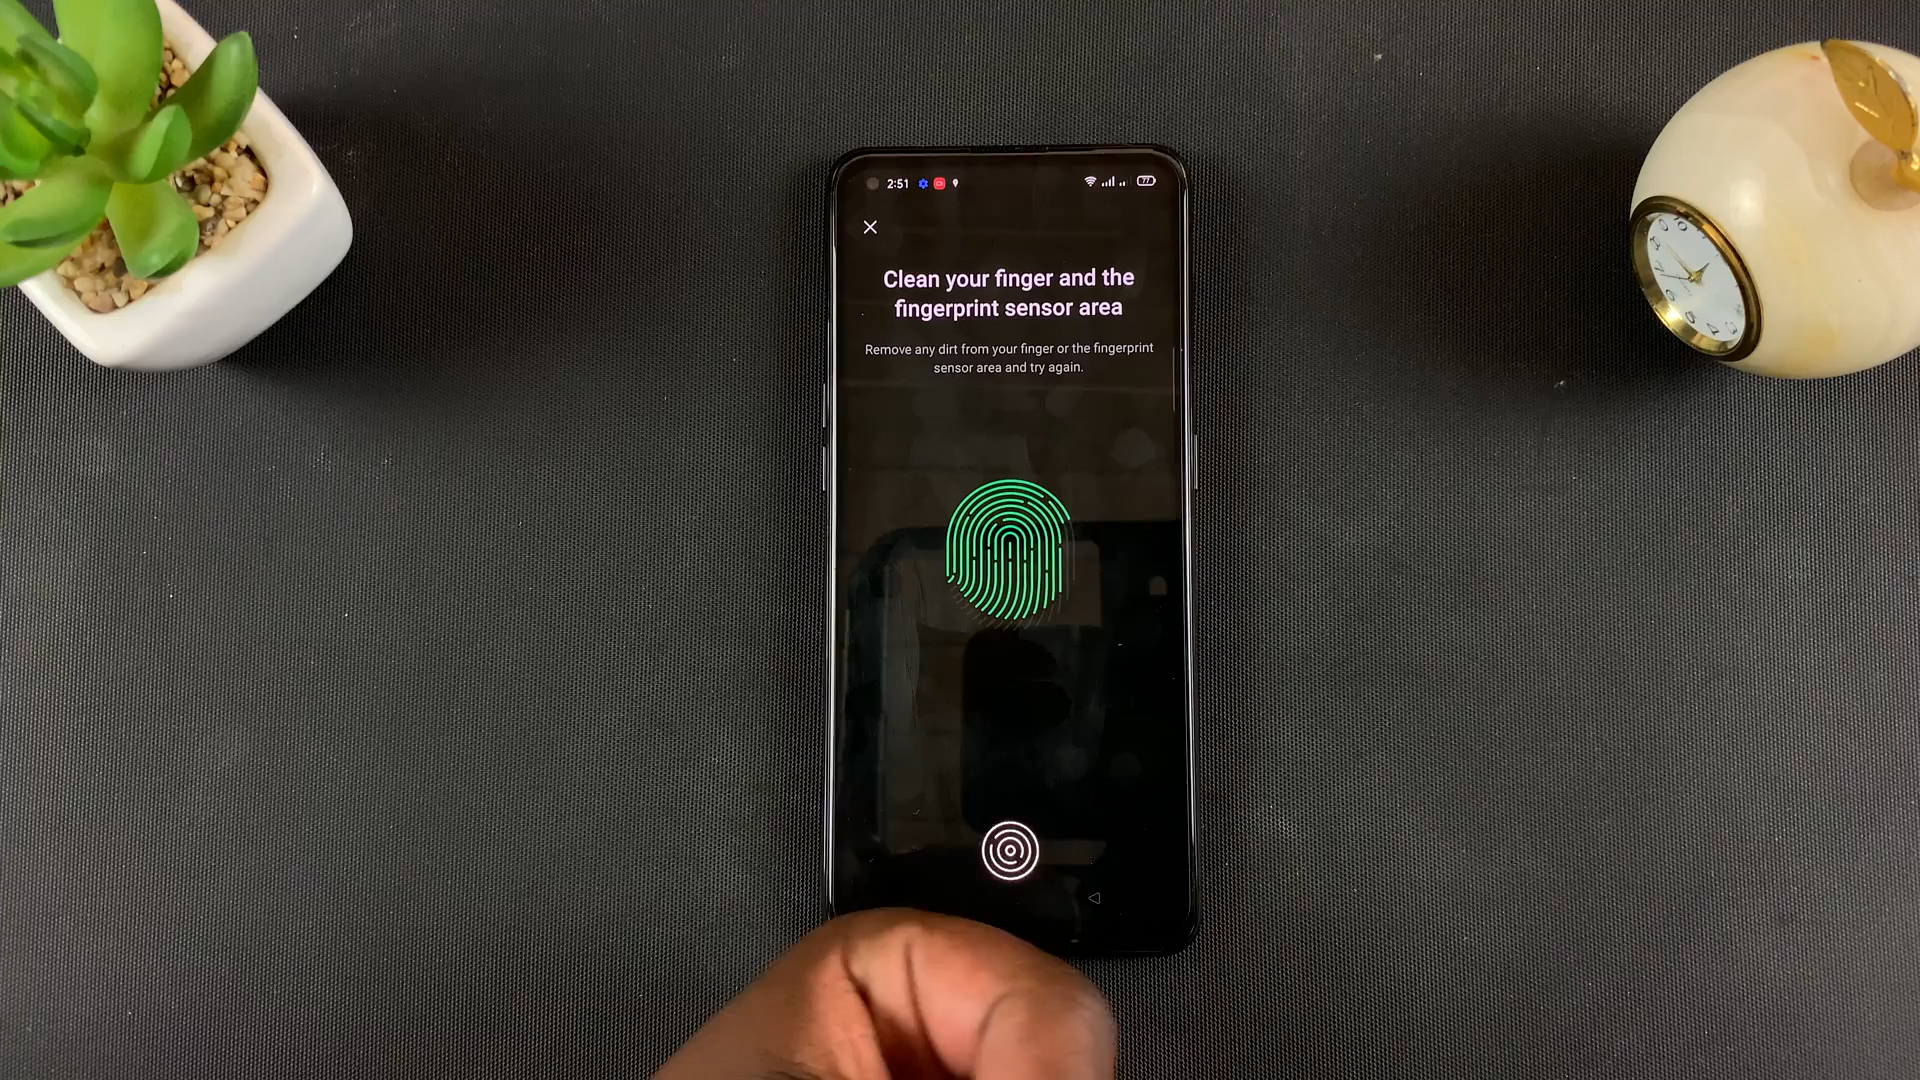 2:51
77
Clean your finger and the
fingerprint sensor area
Remove any dirt from your finger or the fingerprint
sensor area and try again.